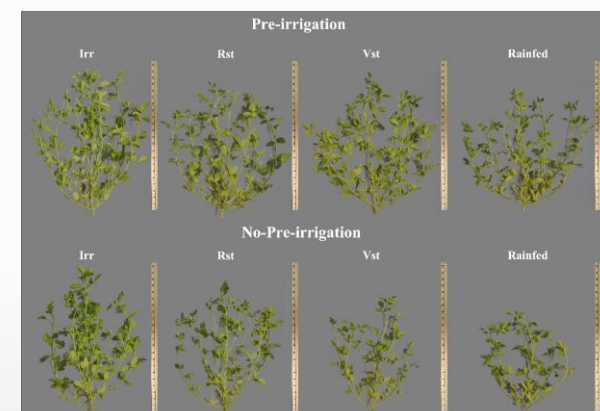 Pre-irrigation
Irr Rst Vst Rainfed
No-Pre-irrigation
Irr Rst Vst Rainfed